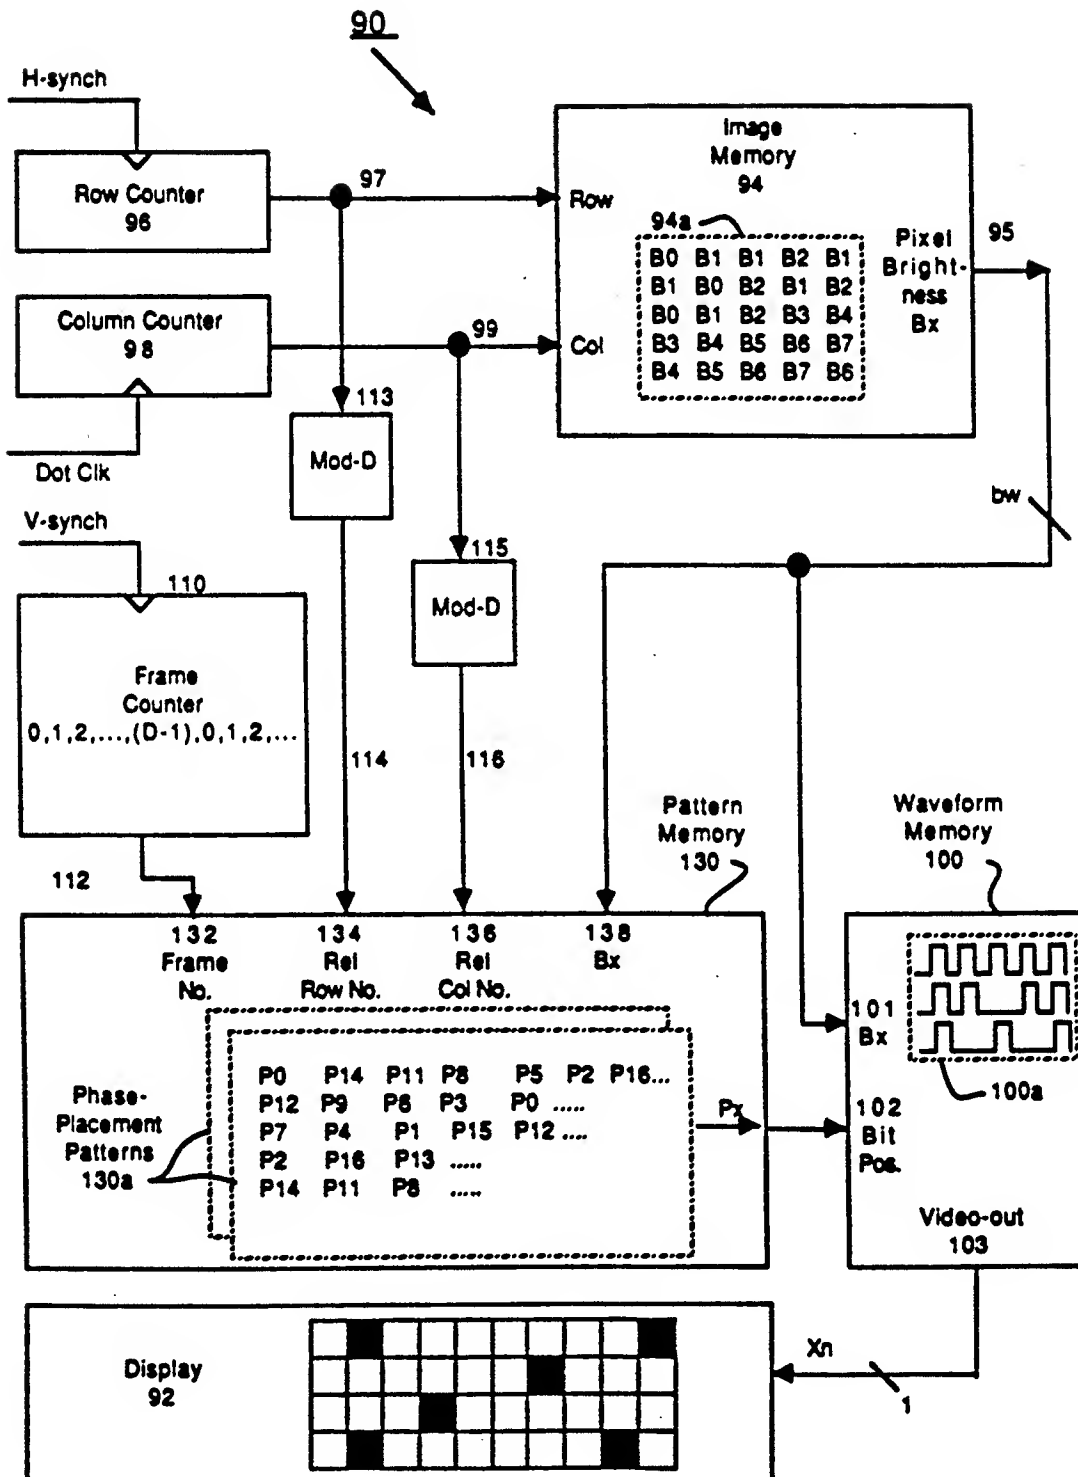 90
H-synch
Row Counter
96
97
Image
Memory
94
Row
94a
B0 B1 B1 B2 B1
B1 B0 B2 B1 B2
B0 B1 B2 B3 B4
B3 B4 B5 B6 B7
B4 B5 B6 B7 B6
Pixel
Bright-
ness
Bx
95
Column Counter
98
99
Col
Dot Clk
113
Mod-D
bw
V-synch
110
115
Mod-D
Frame
Counter
0,1,2,...,(D-1),0,1,2,...
114
116
112
Pattern
Memory
130
Waveform
Memory
100
132
Frame
No.
134
Rel
Row No.
136
Rel
Col No.
138
Bx
101
Bx
100a
Phase-
Placement
Patterns
130a
P0 P14 P11 P8 P5 P2 P16...
P12 P9 P6 P3 P0 .....
P7 P4 P1 P15 P12 ....
P2 P16 P13 .....
P14 P11 P8 .....
Px
102
Bit
Pos.
Video-out
103
Display
92
Xn
1